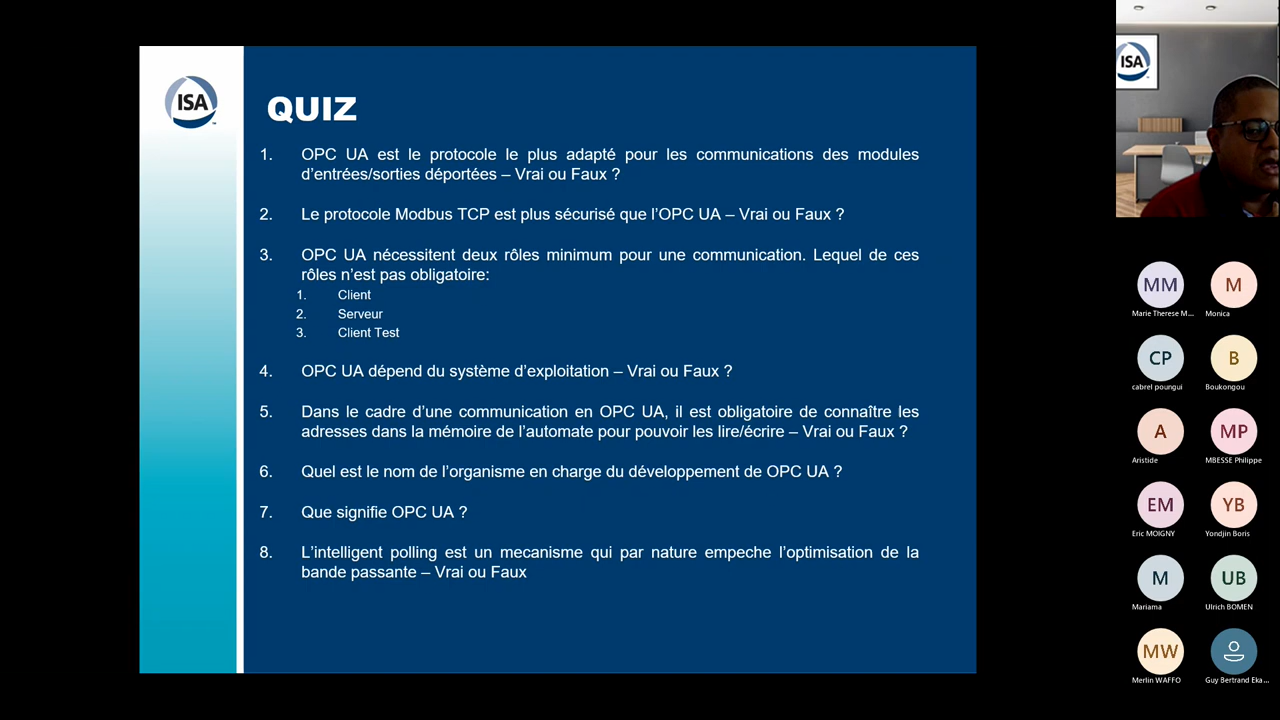 ISA
QUIZ
1. OPC UA est le protocole le plus adapté pour les communications des modules
d’entrées/sorties déportées – Vrai ou Faux ?
2. Le protocole Modbus TCP est plus sécurisé que l’OPC UA – Vrai ou Faux ?
3. OPC UA nécessitent deux rôles minimum pour une communication. Lequel de ces
rôles n’est pas obligatoire:
1. Client
2. Serveur
3. Client Test
4. OPC UA dépend du système d’exploitation – Vrai ou Faux ?
5. Dans le cadre d’une communication en OPC UA, il est obligatoire de connaître les
adresses dans la mémoire de l’automate pour pouvoir les lire/écrire – Vrai ou Faux ?
6. Quel est le nom de l’organisme en charge du développement de OPC UA ?
7. Que signifie OPC UA ?
8. L’intelligent polling est un mecanisme qui par nature empeche l’optimisation de la
bande passante – Vrai ou Faux
ISA
MM M
Marie Therese M... Monica
CP B
cabrel poungui Boukongou
A MP
Aristide MBESSE Philippe
EM YB
Eric MOIGNY Yondjin Boris
M UB
Mariama Ulrich BOMEN
MW
Merlin WAFFO Guy Bertrand Eka...